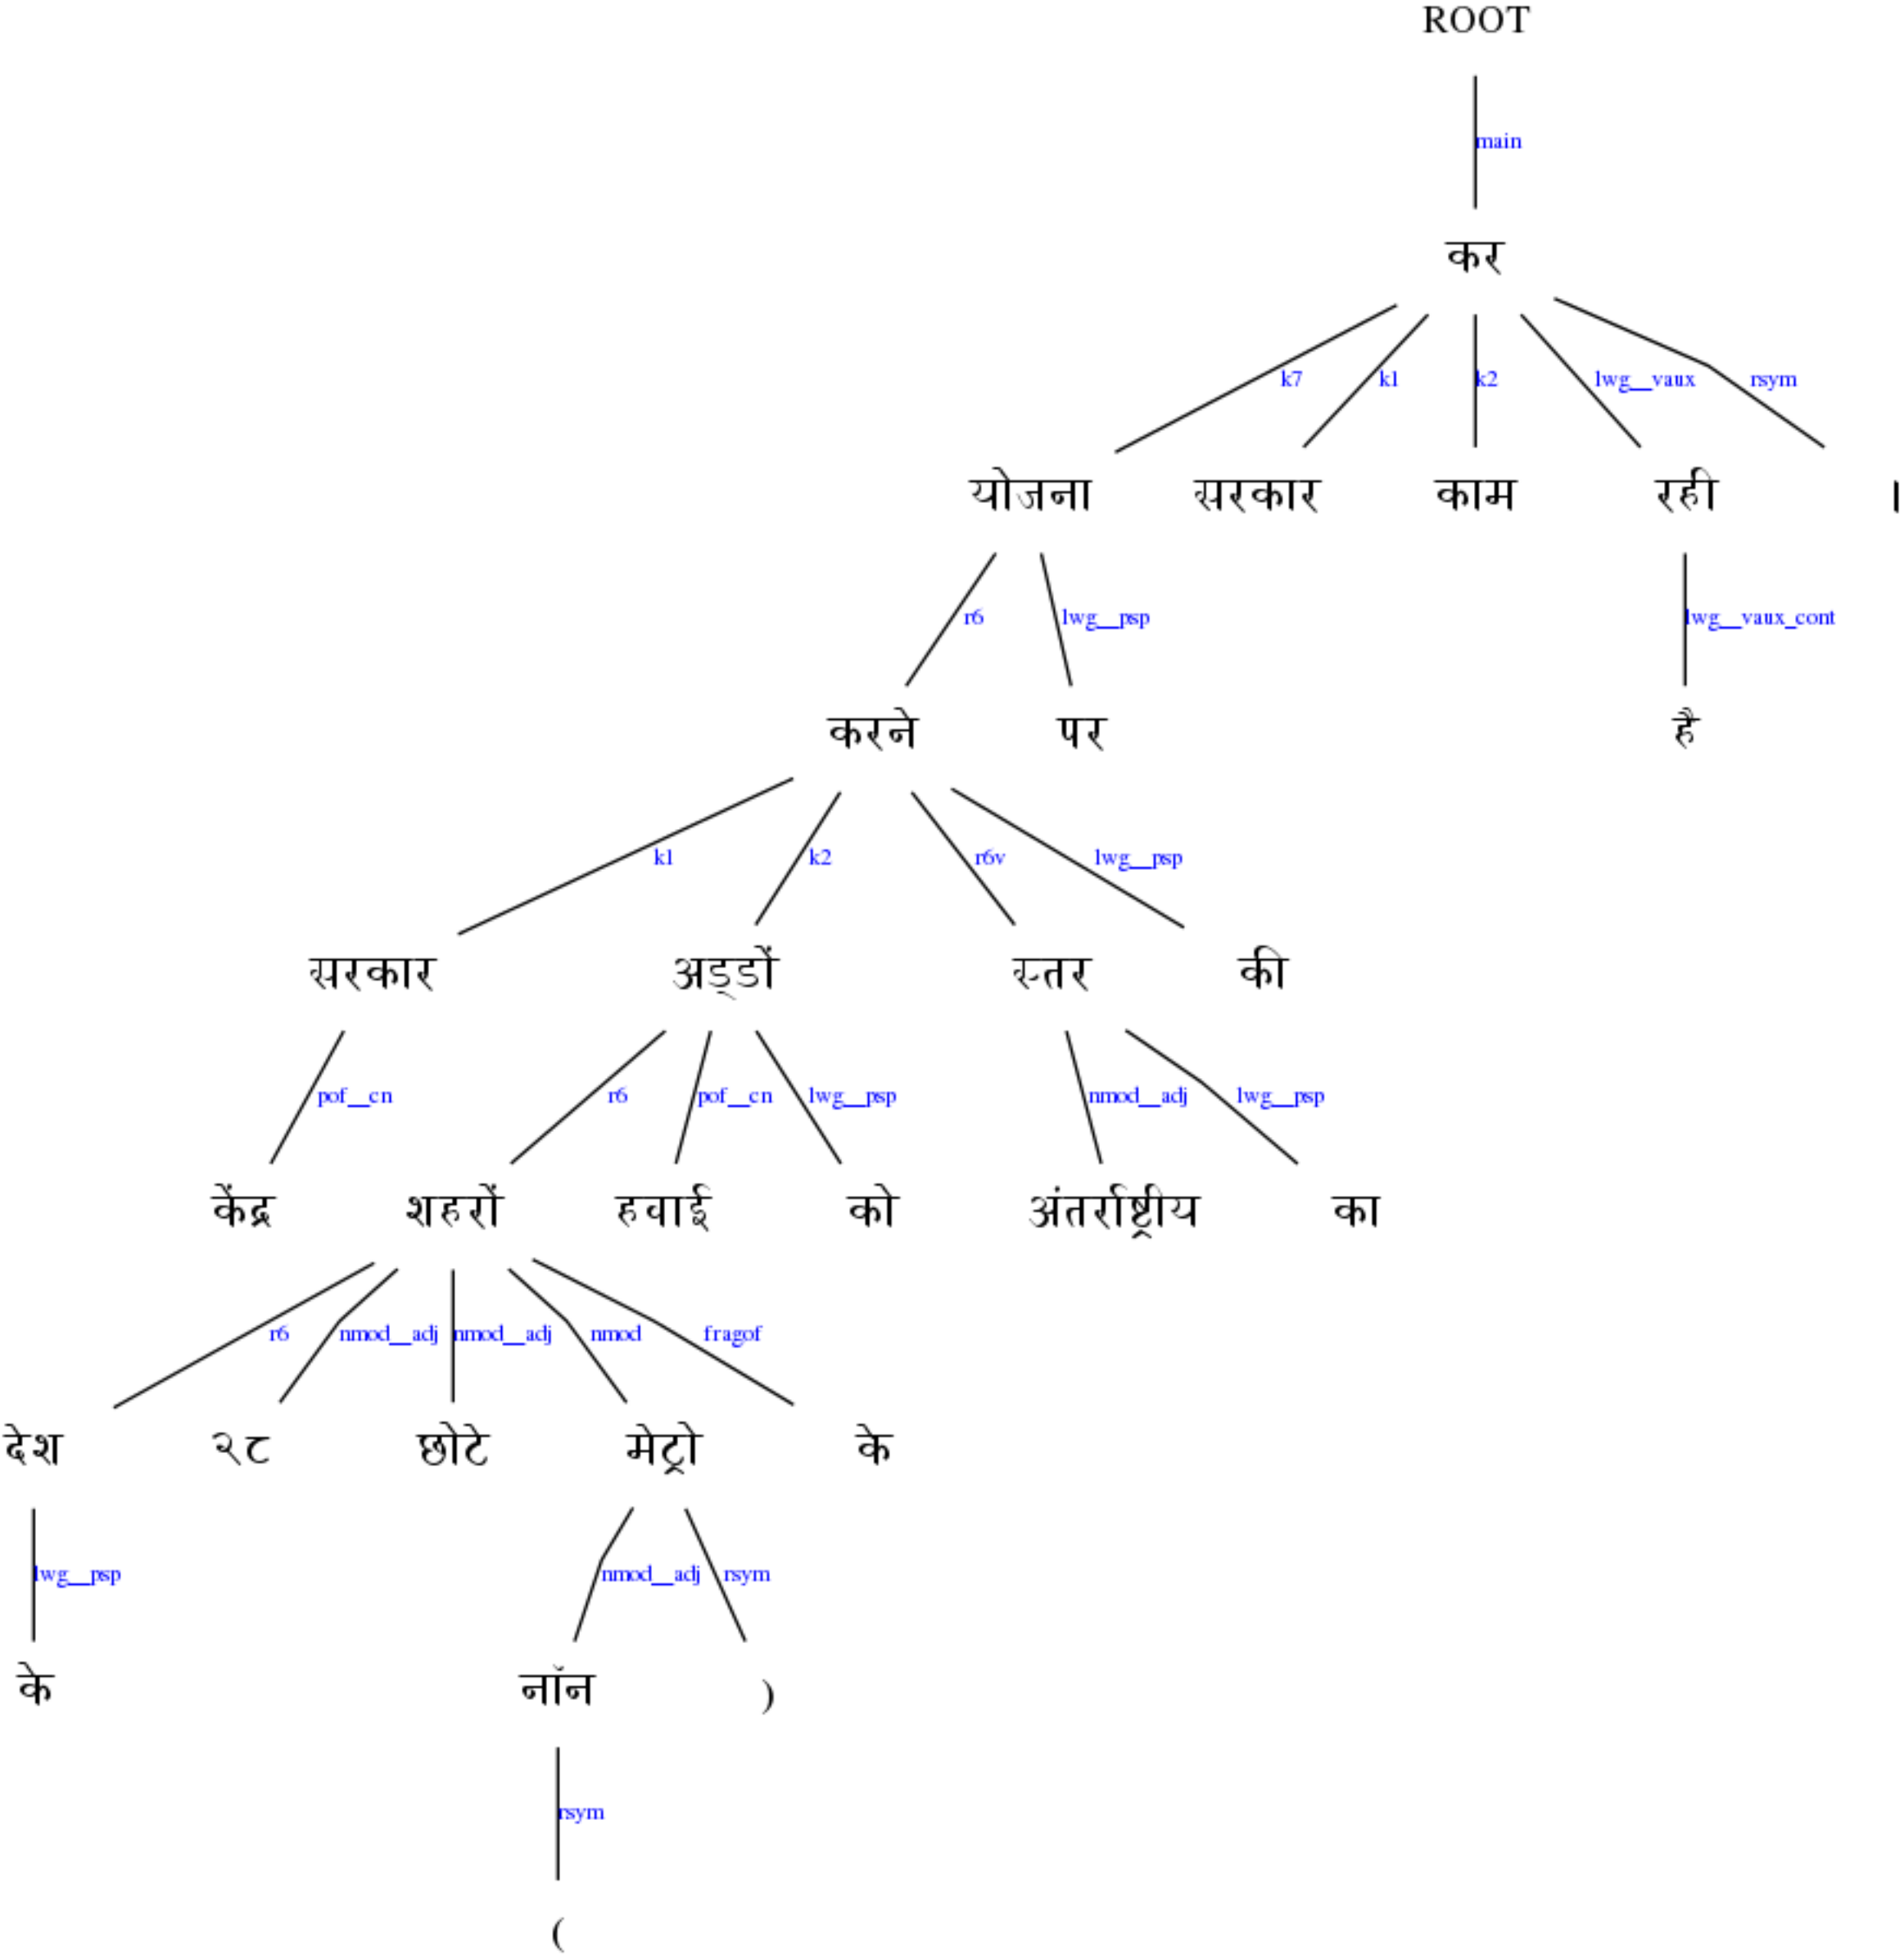 ROOT
main
कर
k7 k1 k2 lwg__vaux rsym
योजना सरकार काम रही ।
r6 lwg__psp lwg__vaux_cont
करने पर है
k1 k2 r6v lwg__psp
सरकार अड्डों स्तर की
pof__cn r6 pof__cn lwg__psp nmod__adj lwg__psp
केंद्र शहरों हवाई को अंतर्राष्ट्रीय का
r6 nmod__adj nmod__adj nmod fragof
देश २८ छोटे मेट्रो के
lwg__psp nmod__adj rsym
के नॉन )
rsym
(